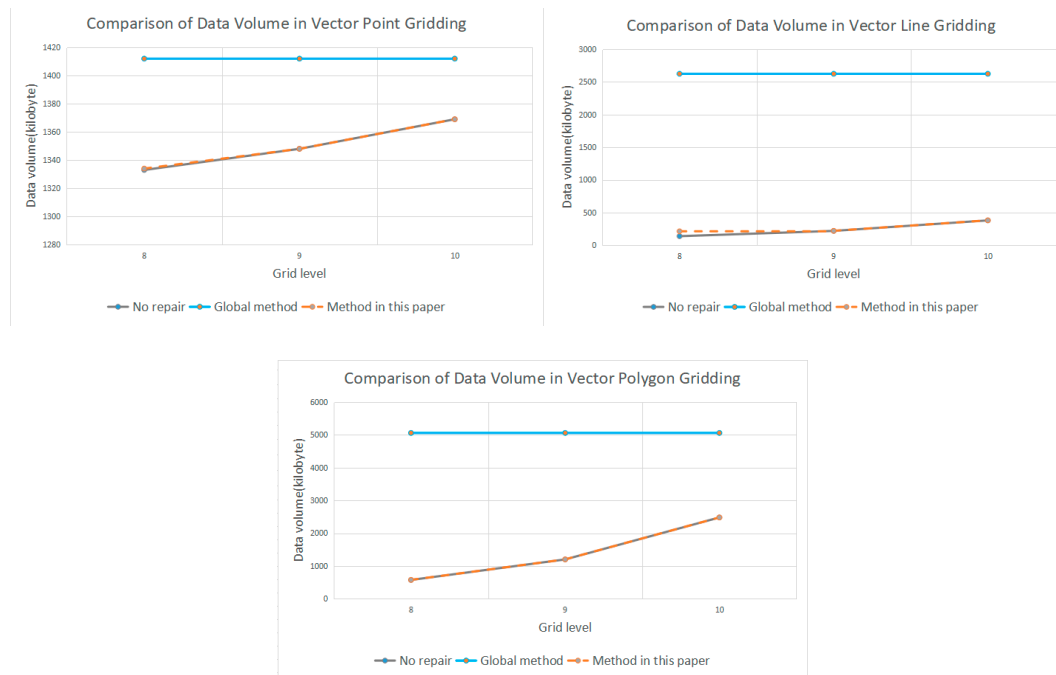 Comparison of Data Volume in Vector Point Gridding
Data volume(kilobyte)
1420
1400
1380
1360
1340
1320
1300
1280
8 9 10
Grid level
No repair Global method Method in this paper
Comparison of Data Volume in Vector Line Gridding
Data volume(kilobyte)
3000
2500
2000
1500
1000
500
0
8 9 10
Grid level
No repair Global method Method in this paper
Comparison of Data Volume in Vector Polygon Gridding
Data volume(kilobyte)
6000
5000
4000
3000
2000
1000
0
8 9 10
Grid level
No repair Global method Method in this paper